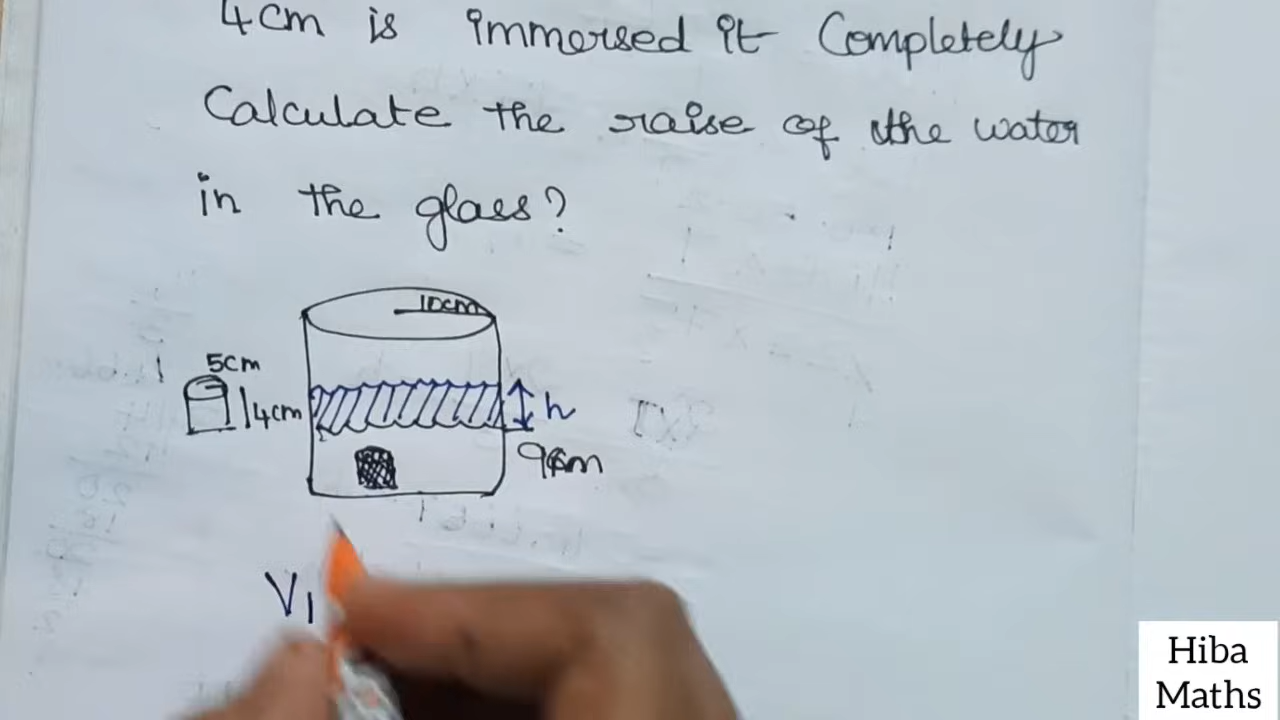 4cm is immersed it Completely
Calculate the raise of the water
in the glass?
10cm
5cm
4cm
h
9cm
V1
Hiba
Maths